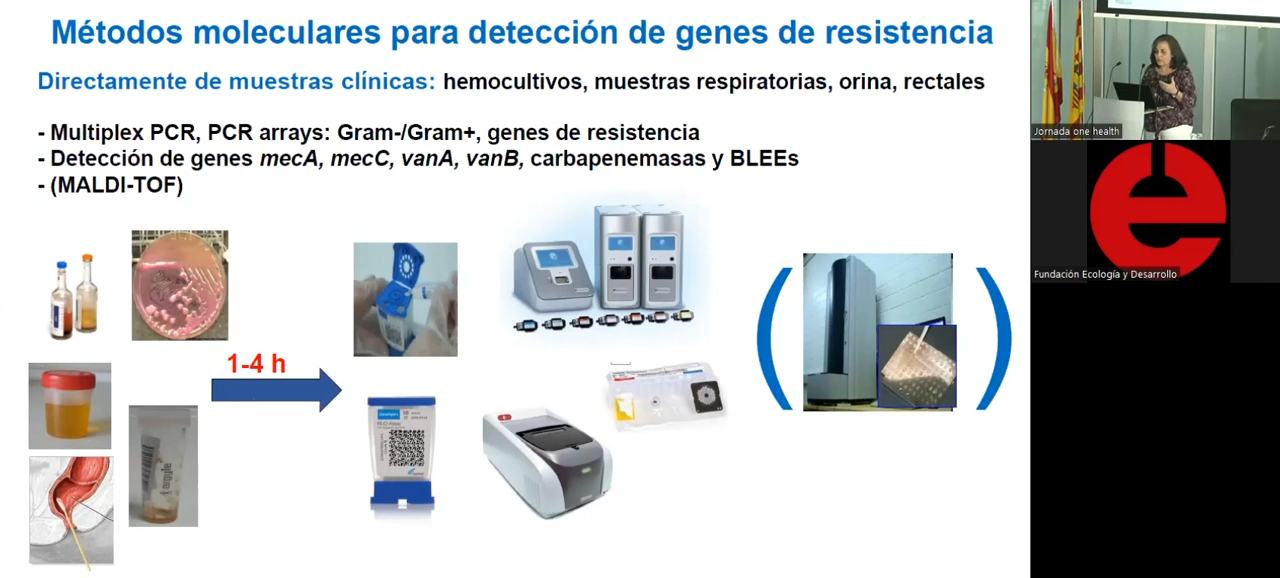 Métodos moleculares para detección de genes de resistencia
Directamente de muestras clínicas: hemocultivos, muestras respiratorias, orina, rectales
- Multiplex PCR, PCR arrays: Gram-/Gram+, genes de resistencia
- Detección de genes mecA, mecC, vanA, vanB, carbapenemasas y BLEEs
- (MALDI-TOF)
1-4 h
Jornada one health
e
Fundación Ecología y Desarrollo